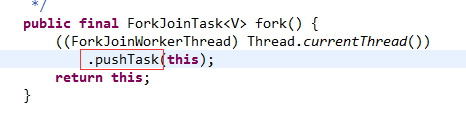 */
public final ForkJoinTask<V> fork() {
((ForkJoinWorkerThread) Thread.currentThread())
.pushTask(this);
return this;
}